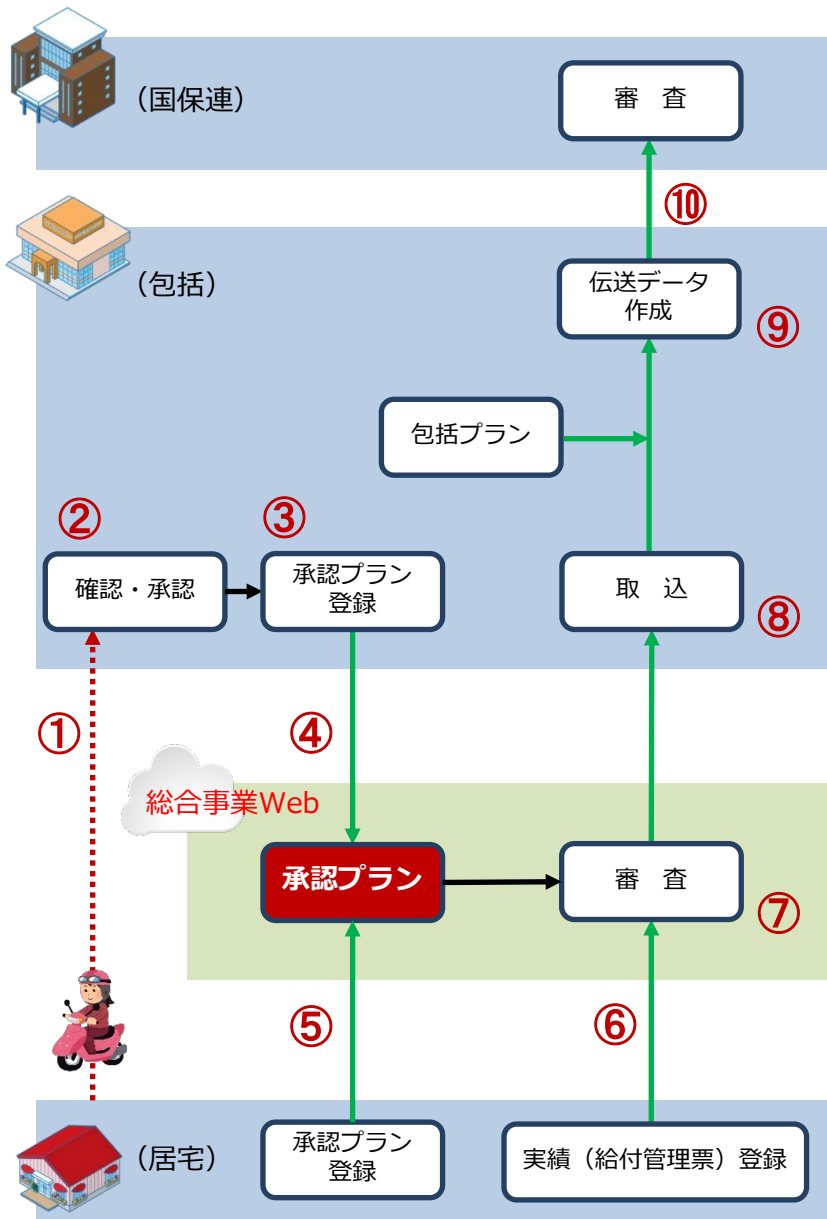 （国保連）
審　査
⑩
（包括）
伝送データ
作成
⑨
包括プラン
②
③
確認・承認
承認プラン
登録
取　込
⑧
①
④
総合事業Web
承認プラン
審　査
⑦
⑤
⑥
（居宅）
承認プラン
登録
実績（給付管理票）登録